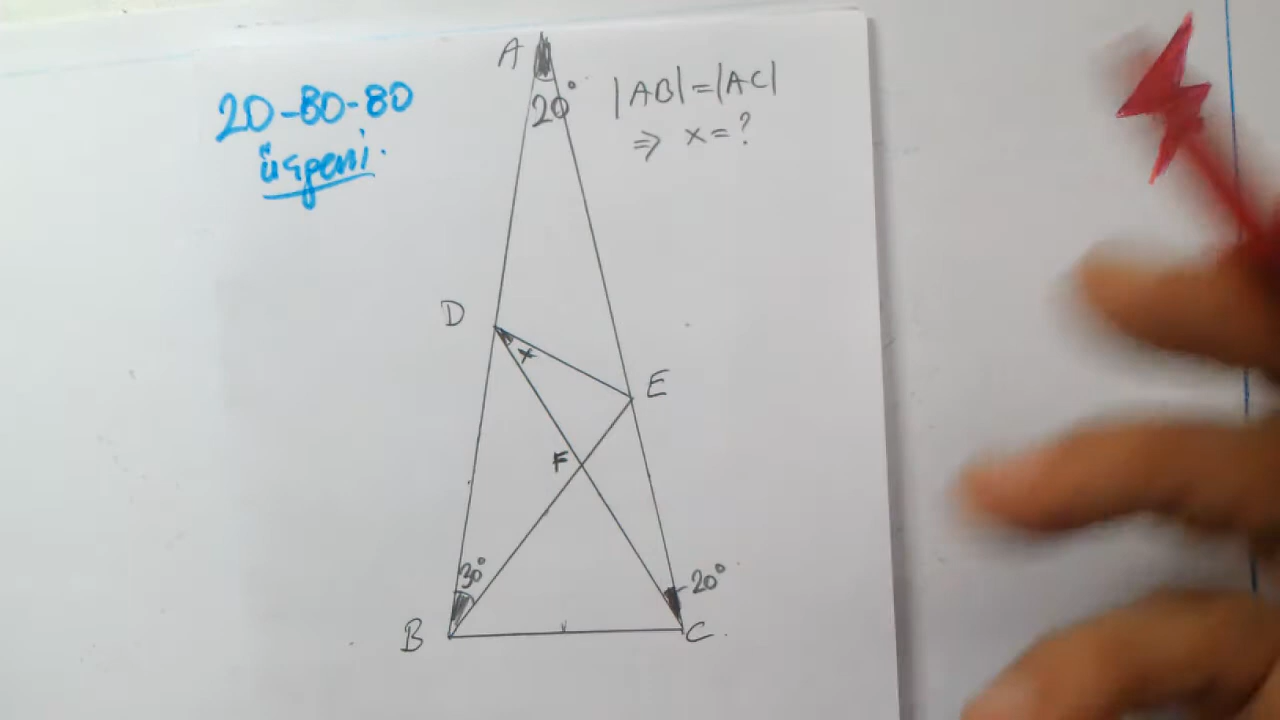 20-80-80
üçgeni.
A
20°
|AB|=|AC|
⇒ x=?
D
x
E
F
30°
20°
B
C